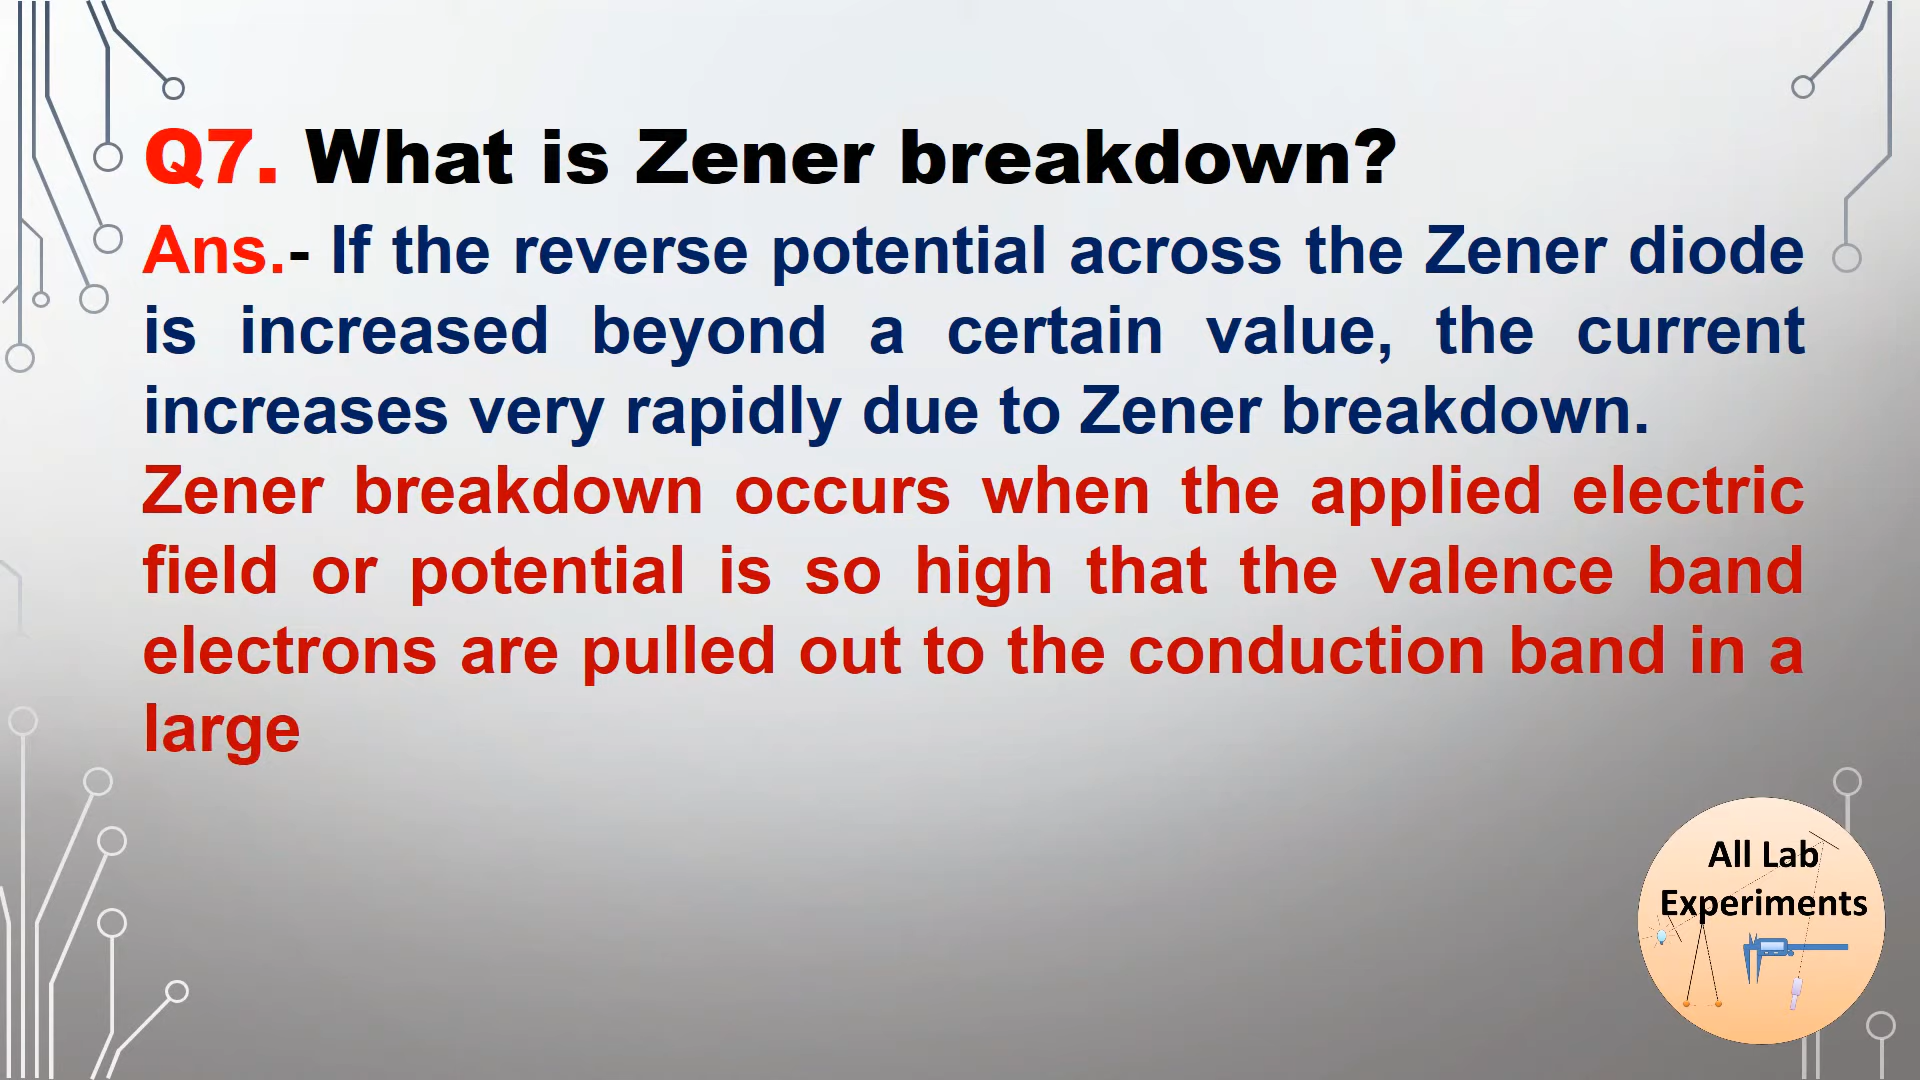 Q7. What is Zener breakdown?
Ans.- If the reverse potential across the Zener diode
is increased beyond a certain value, the current
increases very rapidly due to Zener breakdown.
Zener breakdown occurs when the applied electric
field or potential is so high that the valence band
electrons are pulled out to the conduction band in a
large
All Lab
Experiments